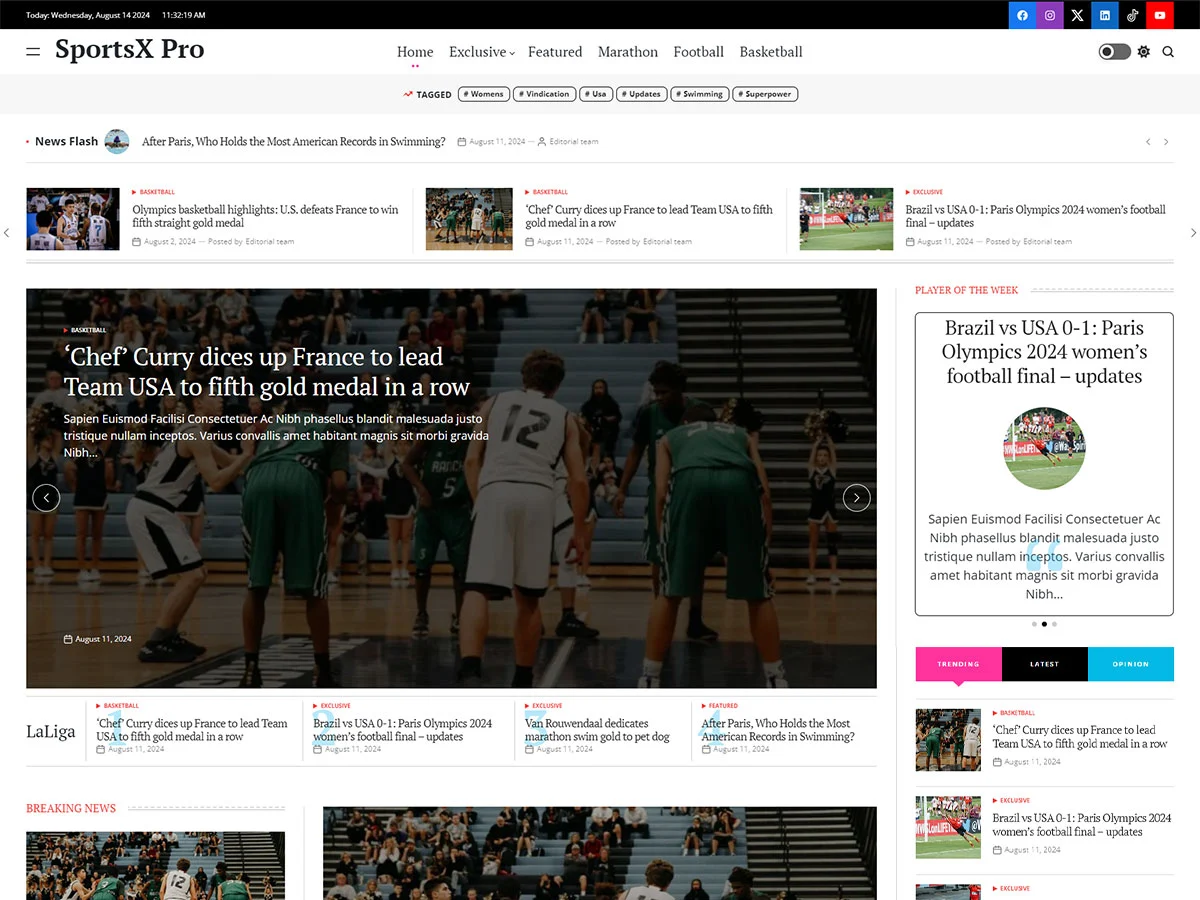 Today: Wednesday, August 14 2024 11:32:19 AM
SportsX Pro
Home Exclusive Featured Marathon Football Basketball
TAGGED # Womens # Vindication # Usa # Updates # Swimming # Superpower
News Flash After Paris, Who Holds the Most American Records in Swimming? August 11, 2024 — Editorial team
BASKETBALL
Olympics basketball highlights: U.S. defeats France to win
fifth straight gold medal
August 2, 2024 — Posted by Editorial team
BASKETBALL
‘Chef’ Curry dices up France to lead Team USA to fifth
gold medal in a row
August 11, 2024 — Posted by Editorial team
EXCLUSIVE
Brazil vs USA 0-1: Paris Olympics 2024 women’s football
final – updates
August 11, 2024 — Posted by Editorial team
BASKETBALL
‘Chef’ Curry dices up France to lead
Team USA to fifth gold medal in a row
Sapien Euismod Facilisi Consectetuer Ac Nibh phasellus blandit malesuada justo
tristique nullam inceptos. Varius convallis amet habitant magnis sit morbi gravida
Nibh...
12
5
August 11, 2024
PLAYER OF THE WEEK
Brazil vs USA 0-1: Paris
Olympics 2024 women’s
football final – updates
Sapien Euismod Facilisi Consectetuer Ac
Nibh phasellus blandit malesuada justo
tristique nullam inceptos. Varius convallis
amet habitant magnis sit morbi gravida
Nibh...
TRENDING LATEST OPINION
BASKETBALL
‘Chef’ Curry dices up France to lead
Team USA to fifth gold medal in a row
August 11, 2024
EXCLUSIVE
Brazil vs USA 0-1: Paris Olympics 2024
women’s football final – updates
August 11, 2024
EXCLUSIVE
LaLiga
1
BASKETBALL
‘Chef’ Curry dices up France to lead Team
USA to fifth gold medal in a row
August 11, 2024
2
EXCLUSIVE
Brazil vs USA 0-1: Paris Olympics 2024
women’s football final – updates
August 11, 2024
3
EXCLUSIVE
Van Rouwendaal dedicates
marathon swim gold to pet dog
August 11, 2024
4
FEATURED
After Paris, Who Holds the Most
American Records in Swimming?
August 11, 2024
BREAKING NEWS
12